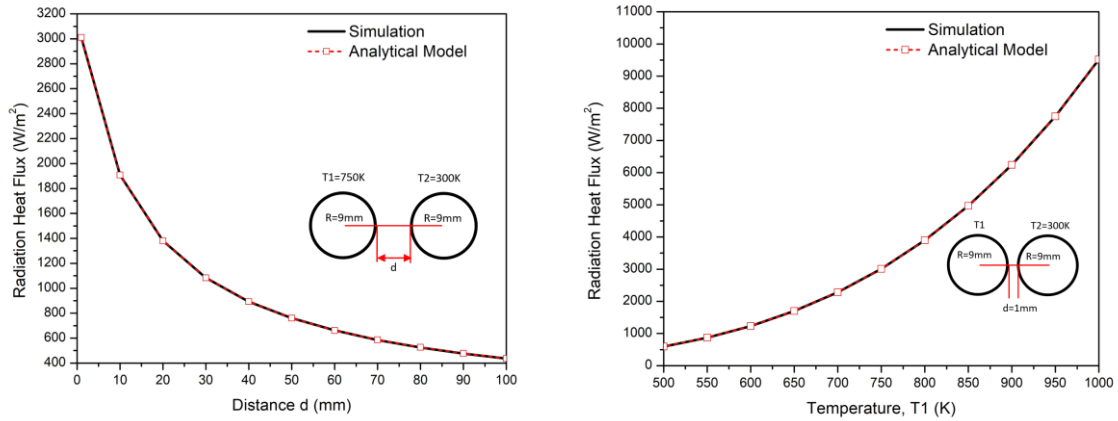 Simulation
Analytical Model
Radiation Heat Flux (W/m²)
3200
3000
2800
2600
2400
2200
2000
1800
1600
1400
1200
1000
800
600
400
T1=750K T2=300K
R=9mm R=9mm
d
0 10 20 30 40 50 60 70 80 90 100
Distance d (mm)
Simulation
Analytical Model
Radiation Heat Flux (W/m²)
11000
10000
9000
8000
7000
6000
5000
4000
3000
2000
1000
0
T1 T2=300K
R=9mm R=9mm
d=1mm
500 550 600 650 700 750 800 850 900 950 1000
Temperature, T1 (K)